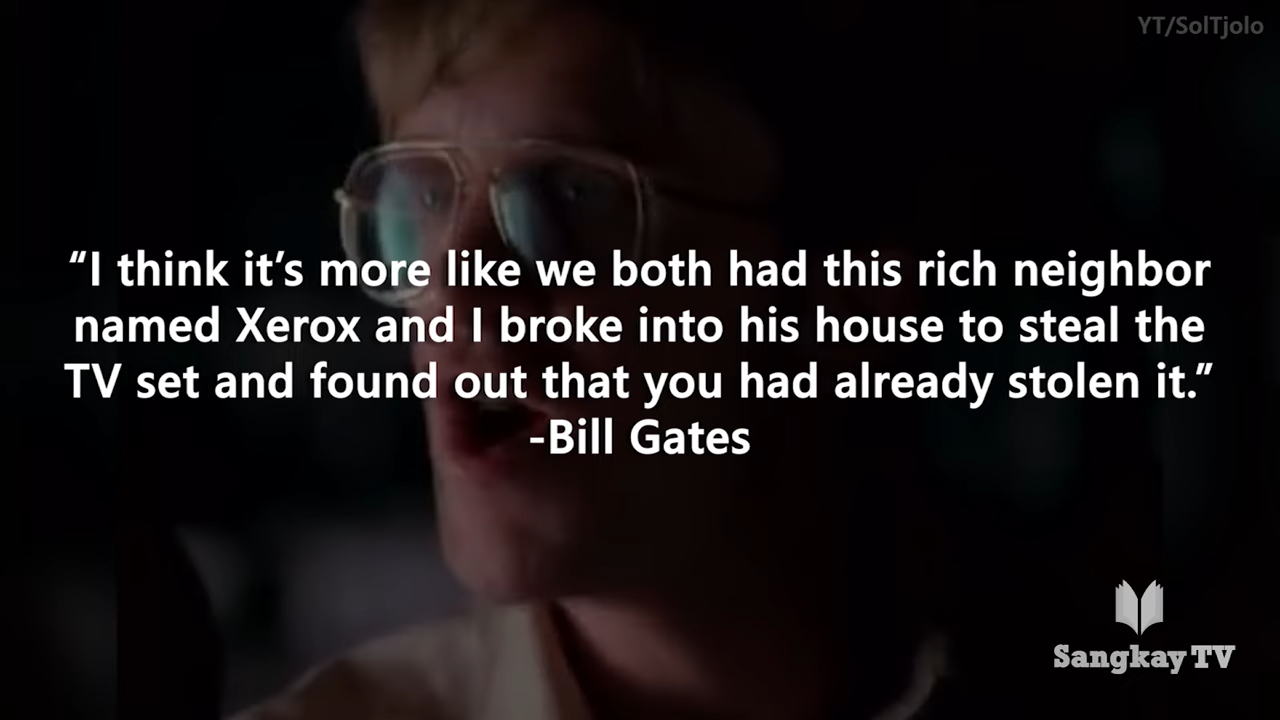 YT/SolTjolo
“I think it’s more like we both had this rich neighbor
named Xerox and I broke into his house to steal the
TV set and found out that you had already stolen it.”
-Bill Gates
Sangkay TV